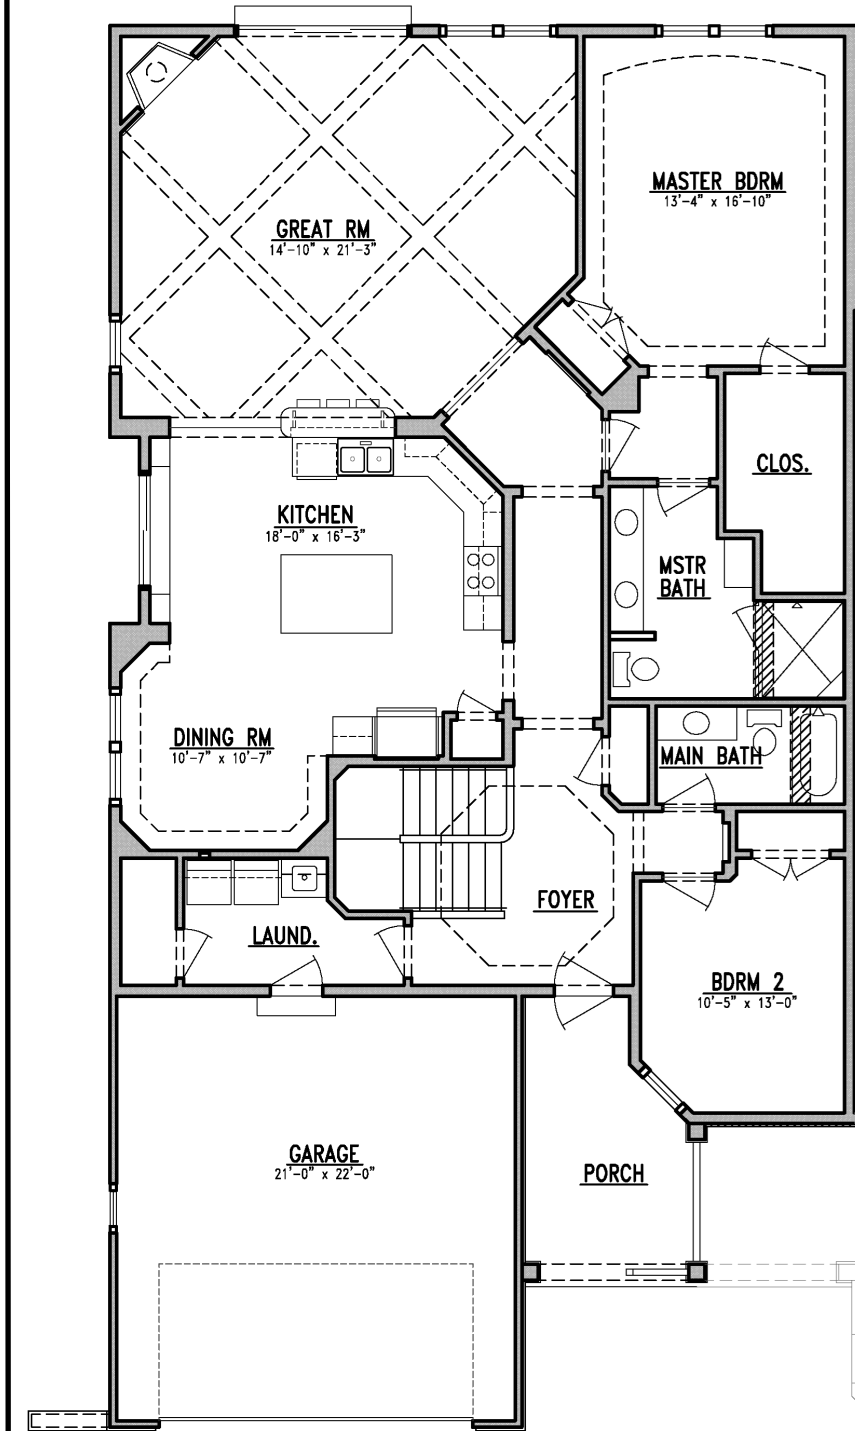 MASTER BDRM
13'-4" x 16'-10"
GREAT RM
14'-10" x 21'-3"
CLOS.
KITCHEN
18'-0" x 16'-3"
MSTR
BATH
DINING RM
10'-7" x 10'-7"
MAIN BATH
FOYER
LAUND.
BDRM 2
10'-5" x 13'-0"
GARAGE
21'-0" x 22'-0"
PORCH